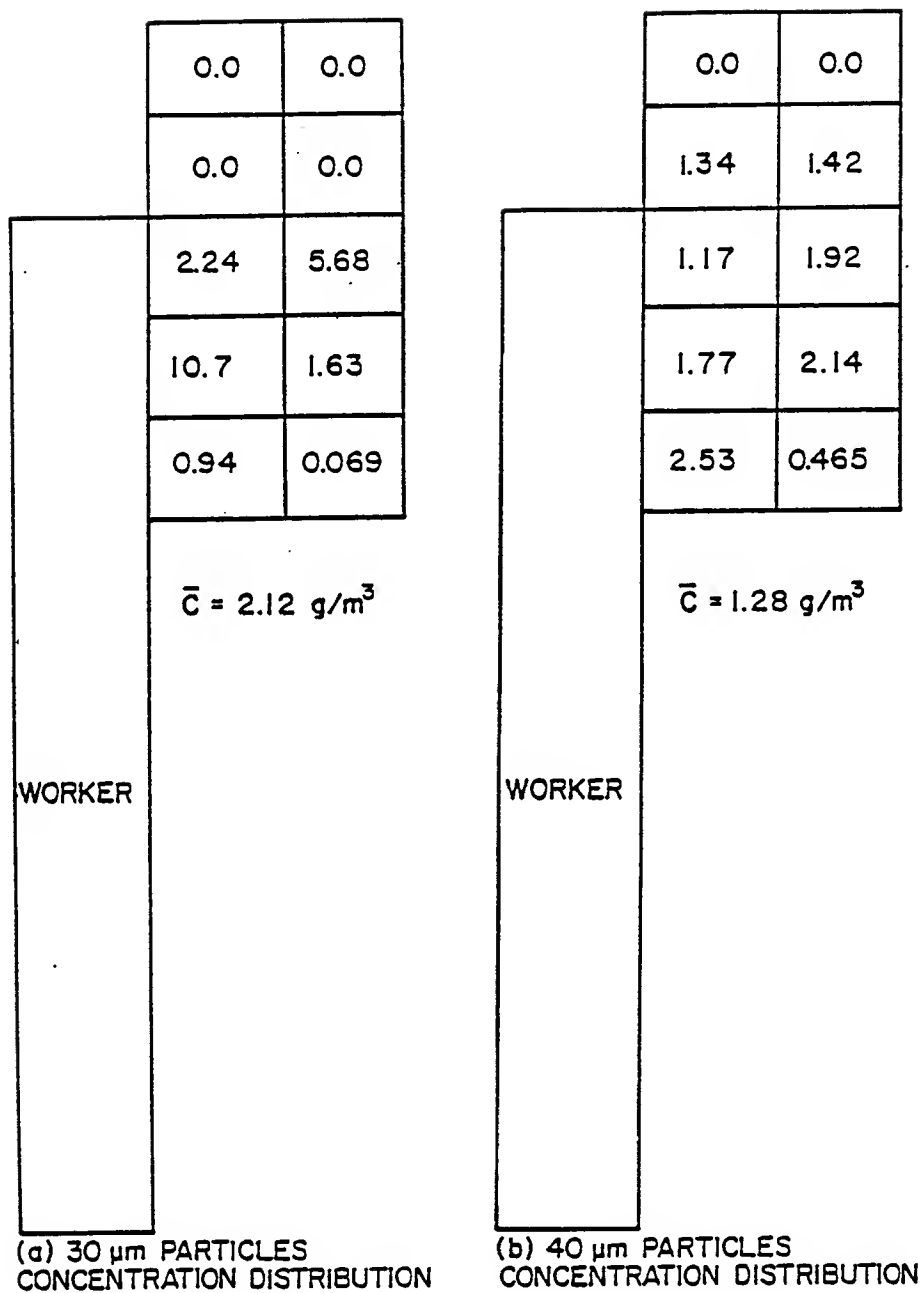 0.0 0.0
0.0 0.0
2.24 5.68
10.7 1.63
0.94 0.069
C̅ = 2.12 g/m³
WORKER
(a) 30 µm PARTICLES
CONCENTRATION DISTRIBUTION
0.0 0.0
1.34 1.42
1.17 1.92
1.77 2.14
2.53 0.465
C̅ = 1.28 g/m³
WORKER
(b) 40 µm PARTICLES
CONCENTRATION DISTRIBUTION